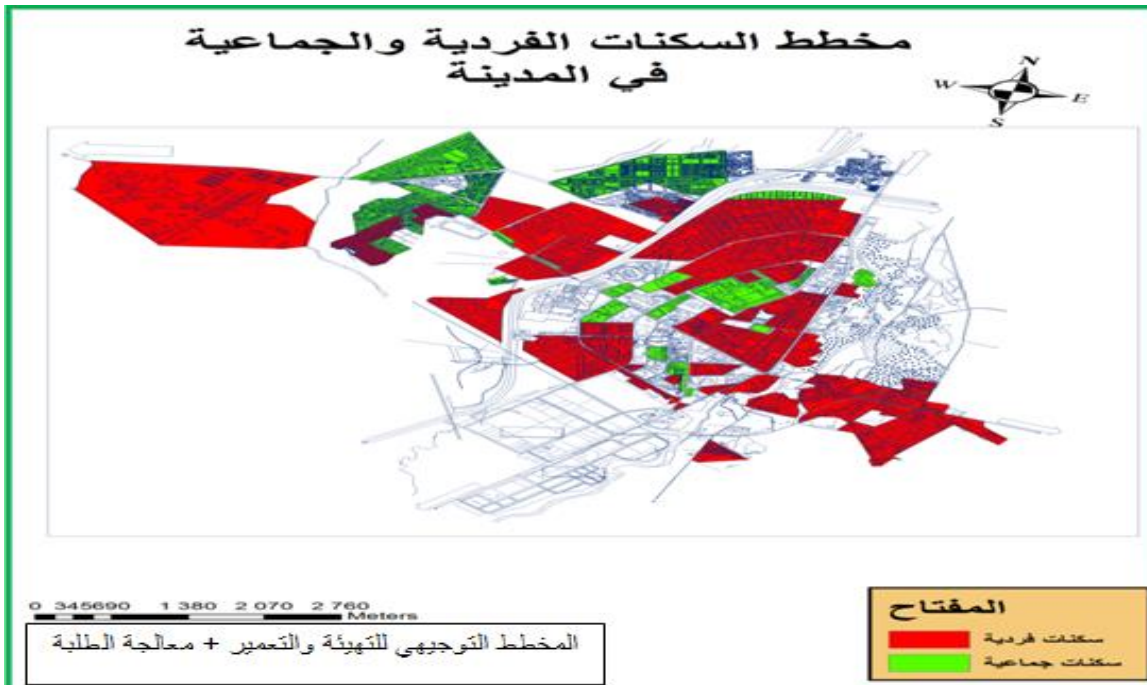 مخطط السكنات الفردية والجماعية
في المدينة
N
W
E
S
0 345690 1 380 2 070 2 760
Meters
المخطط التوجيهي للتهيئة والتعمير + معالجة الطلبة
المفتاح
سكنات فردية
سكنات جماعية